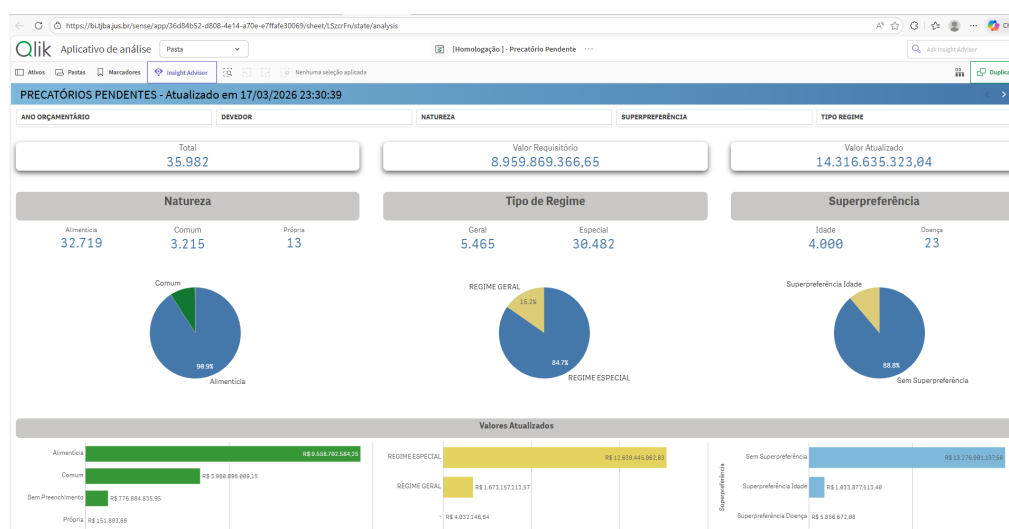 https://bi.tjba.jus.br/sense/app/36d84b52-d808-4e14-a70e-e7ffafe30069/sheet/LSzcrFn/state/analysis
Qlik Aplicativo de análise Pasta [Homologação ] - Precatório Pendente ... Ask Insight Advisor
Ativos Pastas Marcadores Insight Advisor Nenhuma seleção aplicada Duplica
PRECATÓRIOS PENDENTES - Atualizado em 17/03/2026 23:30:39
ANO ORÇAMENTÁRIO DEVEDOR NATUREZA SUPERPREFERÊNCIA TIPO REGIME
Total Valor Requisitório Valor Atualizado
35.982 8.959.869.366,65 14.316.635.323,04
Natureza Tipo de Regime Superpreferência
Alimentícia Comum Própria Geral Especial Idade Doença
32.719 3.215 13 5.465 30.482 4.000 23
Comum REGIME GERAL Superpreferência Idade
15.2%
90.9% 84.7% 88.8%
Alimentícia REGIME ESPECIAL Sem Superpreferência
Valores Atualizados
Alimentícia R$ 9.558.702.584,25 REGIME ESPECIAL R$ 12.639.445.962,83 Sem Superpreferência R$ 13.276.901.137,56
Comum R$ 3.980.896.009,15 REGIME GERAL R$ 1.673.157.213,57 Superpreferência Idade R$ 1.033.877.513,40
Superpreferência
Sem Preenchimento R$ 776.884.835,95
Própria R$ 151.893,69 - R$ 4.032.146,64 Superpreferência Doença R$ 5.856.672,08